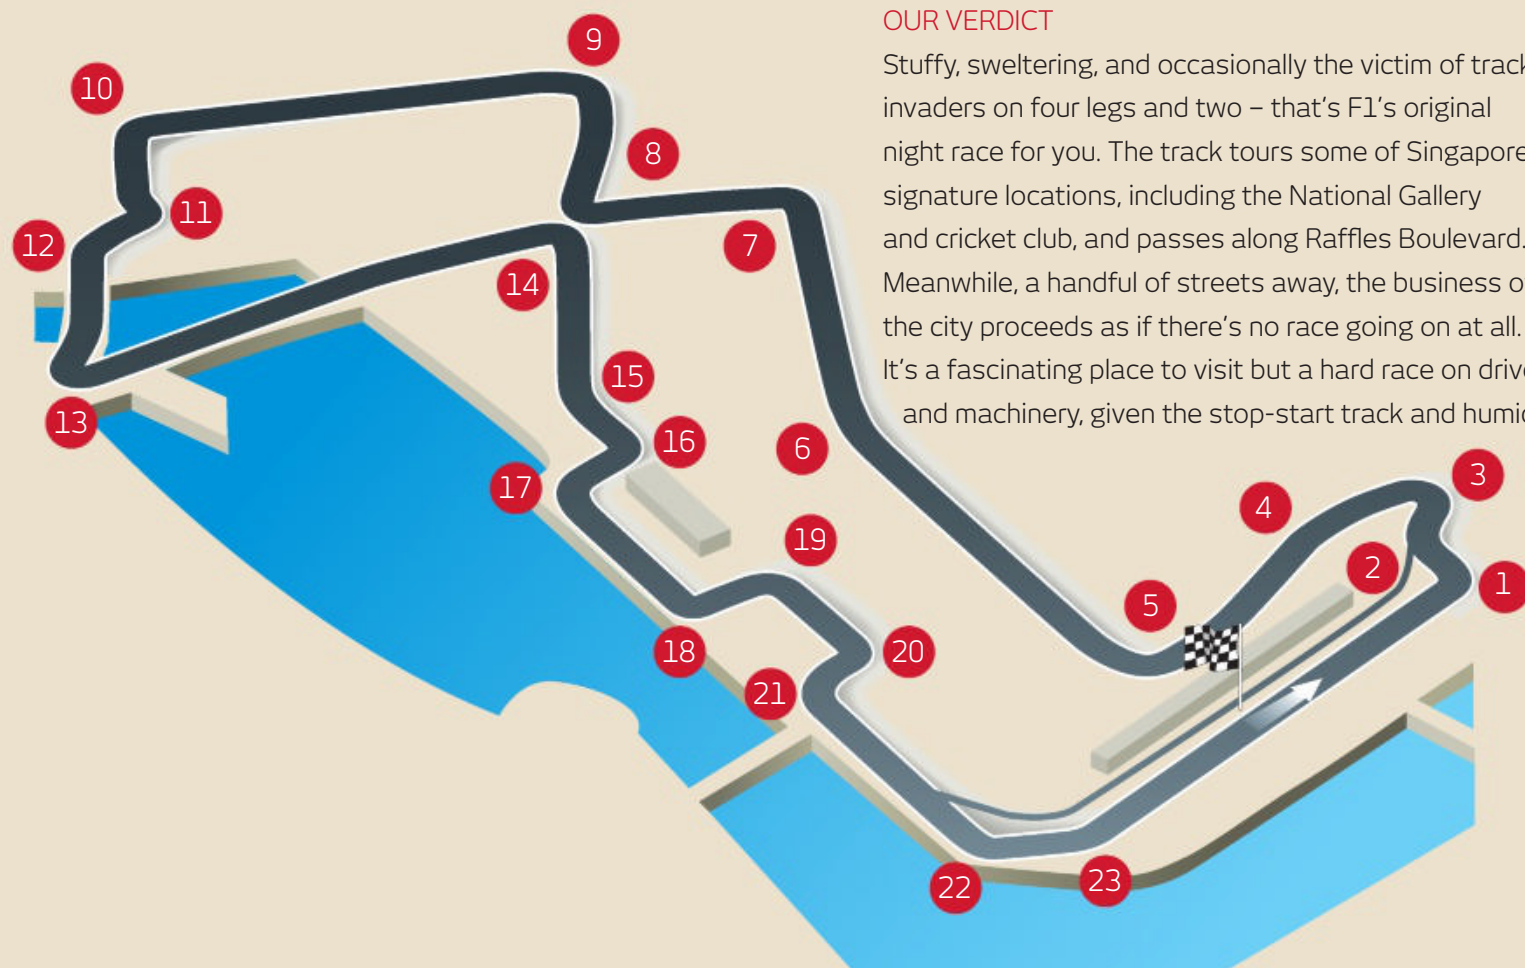 OUR VERDICT
Stuffy, sweltering, and occasionally the victim of track
invaders on four legs and two – that's F1's original
night race for you. The track tours some of Singapore
signature locations, including the National Gallery
and cricket club, and passes along Raffles Boulevard.
Meanwhile, a handful of streets away, the business o
the city proceeds as if there's no race going on at all.
It's a fascinating place to visit but a hard race on drive
and machinery, given the stop-start track and humid
9
10
8
11
12
7
14
15
13
16
6
17
3
4
19
2
1
5
18
20
21
22
23